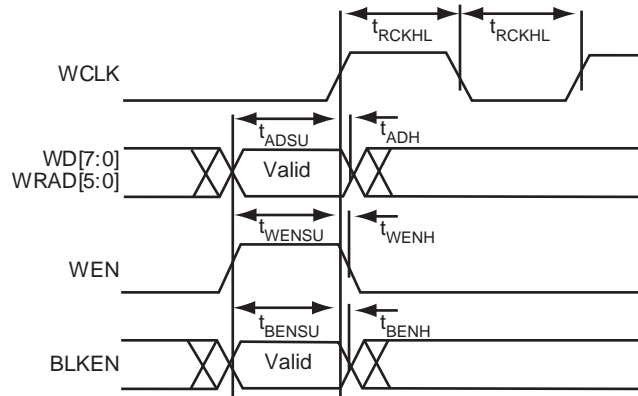 tRCKHL tRCKHL
WCLK
tADSU tADH
WD[7:0]
WRAD[5:0]
Valid
tWENSU tWENH
WEN
tBENSU tBENH
BLKEN
Valid